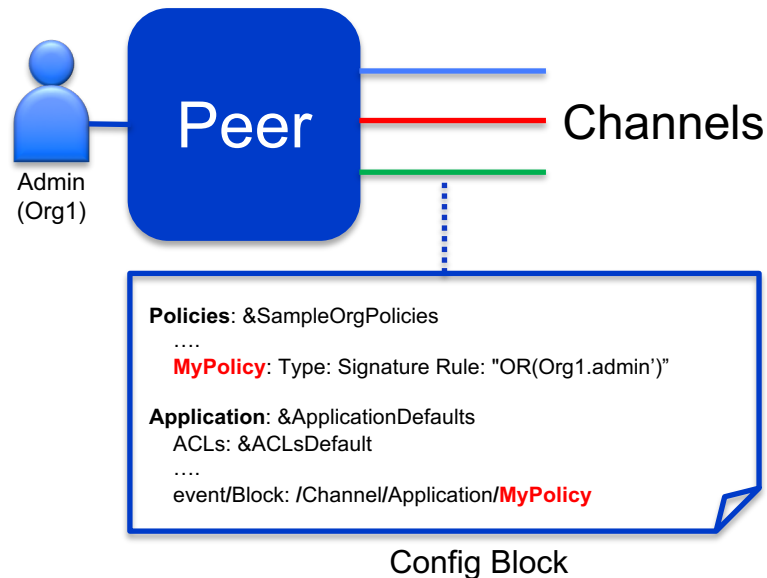 Peer
Channels
Admin
(Org1)
Policies: &SampleOrgPolicies
….
MyPolicy: Type: Signature Rule: "OR(Org1.admin’)”
Application: &ApplicationDefaults
ACLs: &ACLsDefault
….
event/Block: /Channel/Application/MyPolicy
Config Block